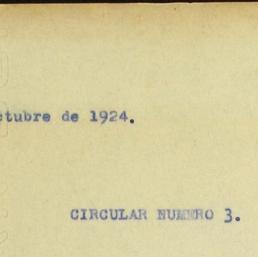 ctubre de 1924.
CIRCULAR NUMERO 3.